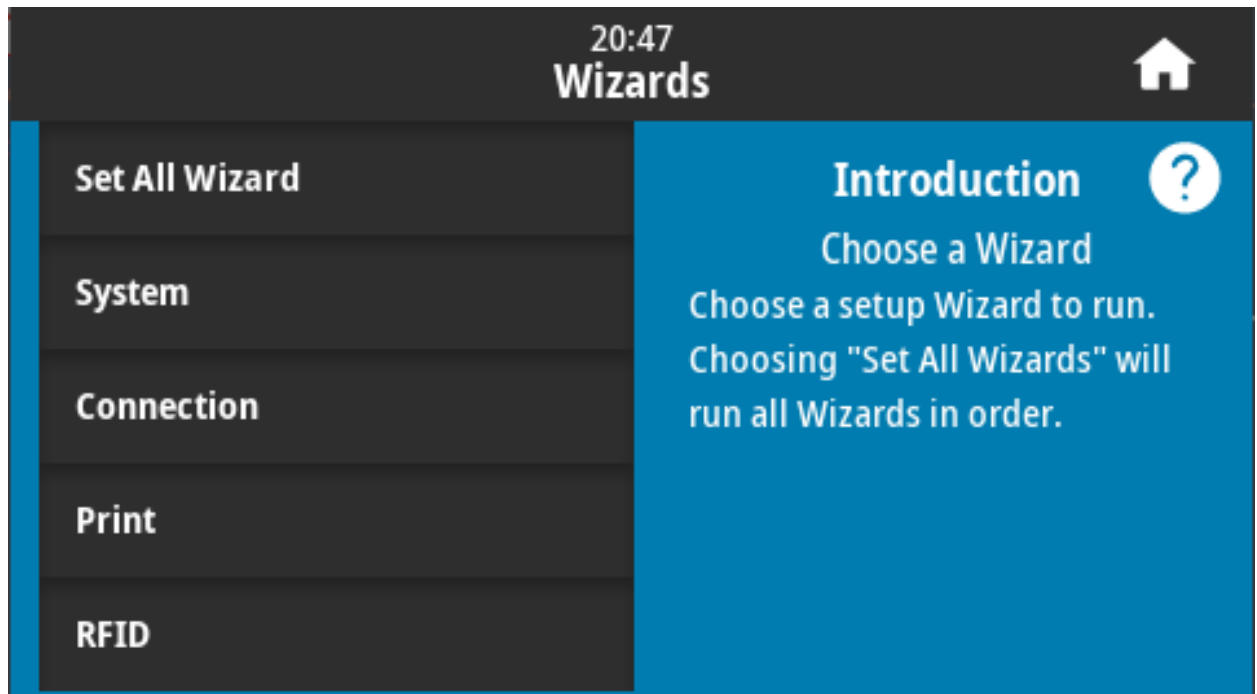 20:47
Wizards
Set All Wizard
System
Connection
Print
RFID
Introduction
?
Choose a Wizard
Choose a setup Wizard to run.
Choosing "Set All Wizards" will
run all Wizards in order.